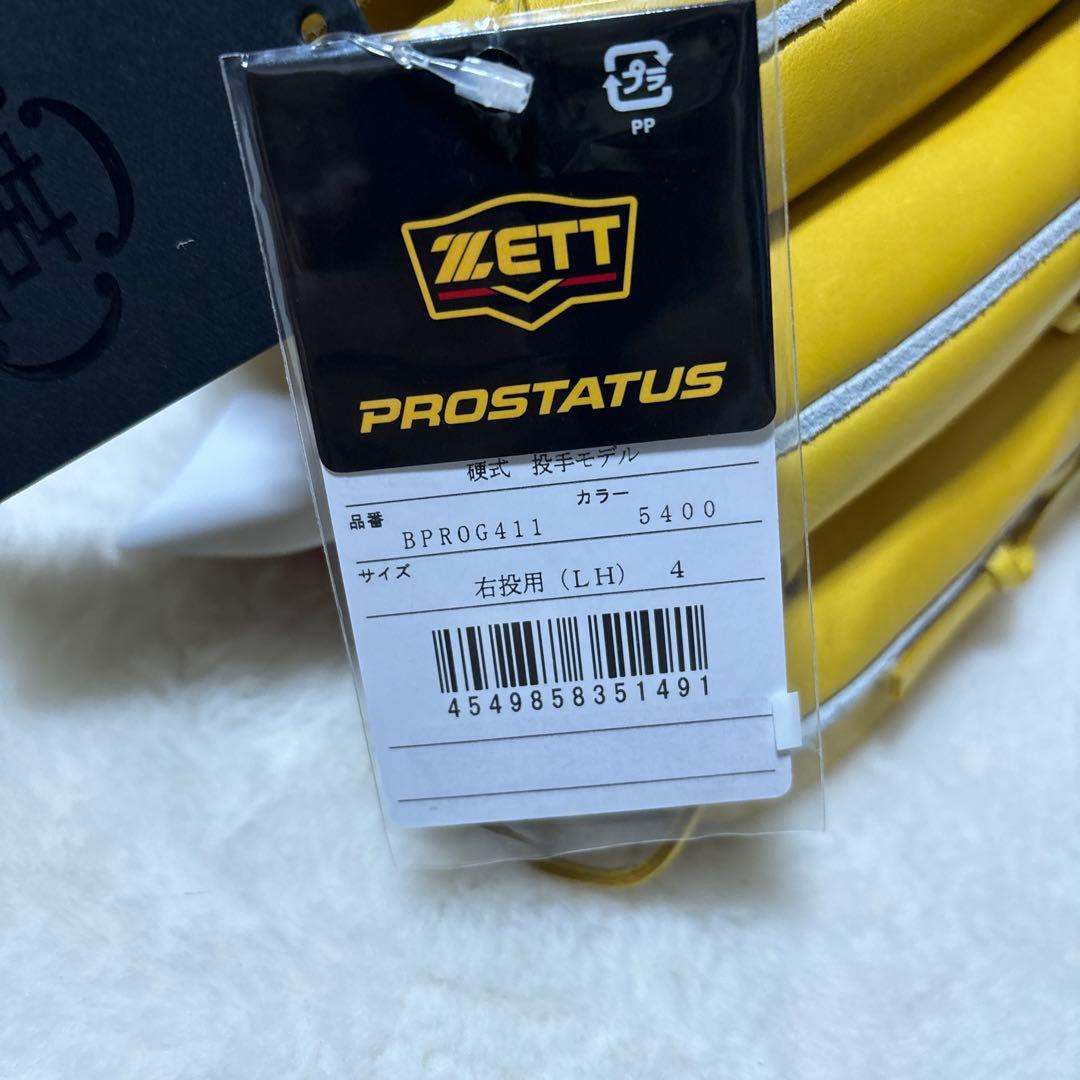 プラ
PP
ZETT
PROSTATUS
硬式 投手モデル
品番 BPROG411 カラー 5400
サイズ 右投用(LH) 4
4549858351491